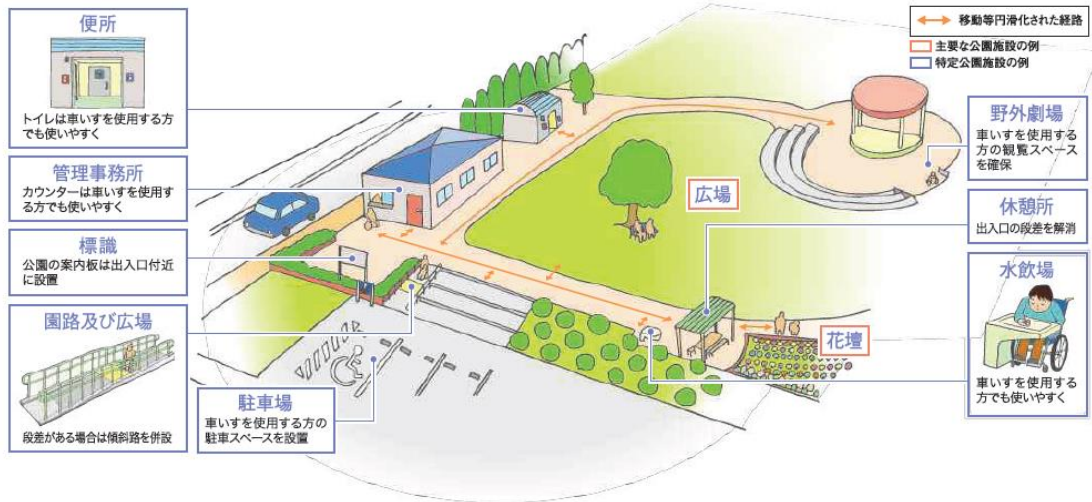 便所
トイレは車いすを使用する方
でも使いやすく
管理事務所
カウンターは車いすを使用す
る方でも使いやすく
標識
公園の案内板は出入口付近
に設置
園路及び広場
段差がある場合は傾斜路を併設
駐車場
車いすを使用する方の
駐車スペースを設置
広場
花壇
移動等円滑化された経路
主要な公園施設の例
特定公園施設の例
野外劇場
車いすを使用する
方の観覧スペース
を確保
休憩所
出入口の段差を解消
水飲場
車いすを使用する
方でも使いやすく